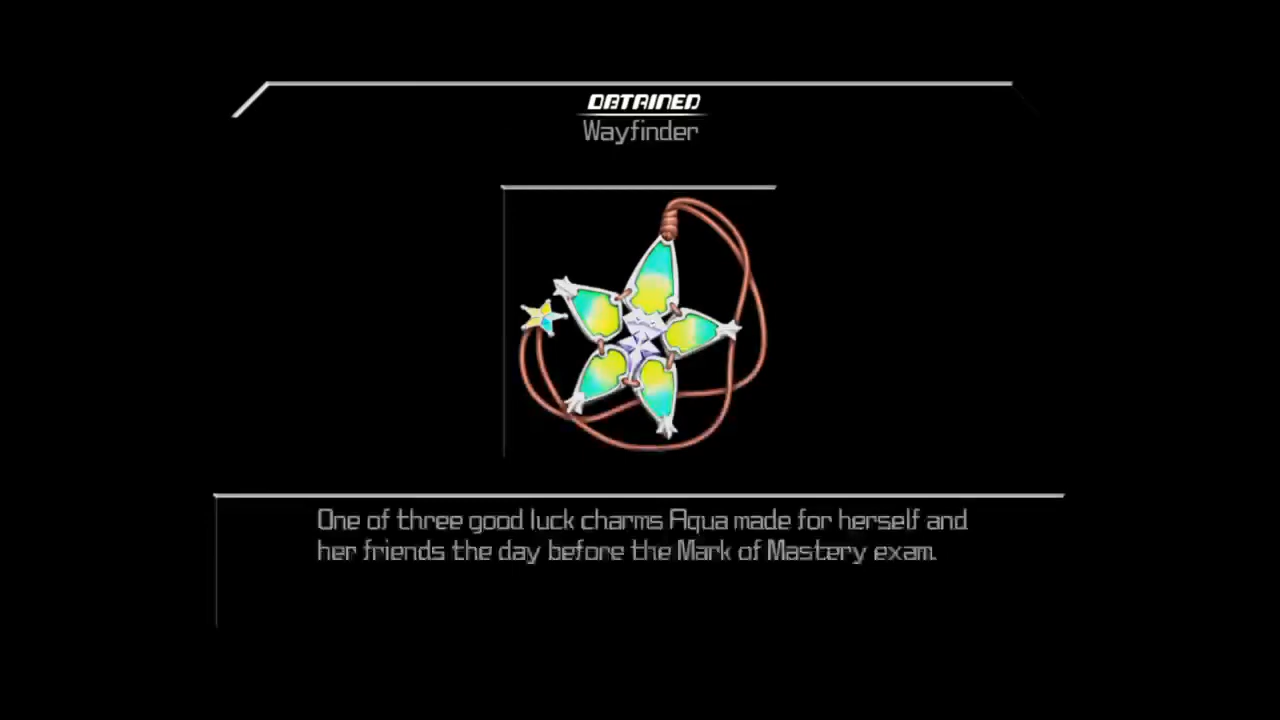 OBTAINED
Wayfinder
One of three good luck charms Aqua made for herself and
her friends the day before the Mark of Mastery exam.